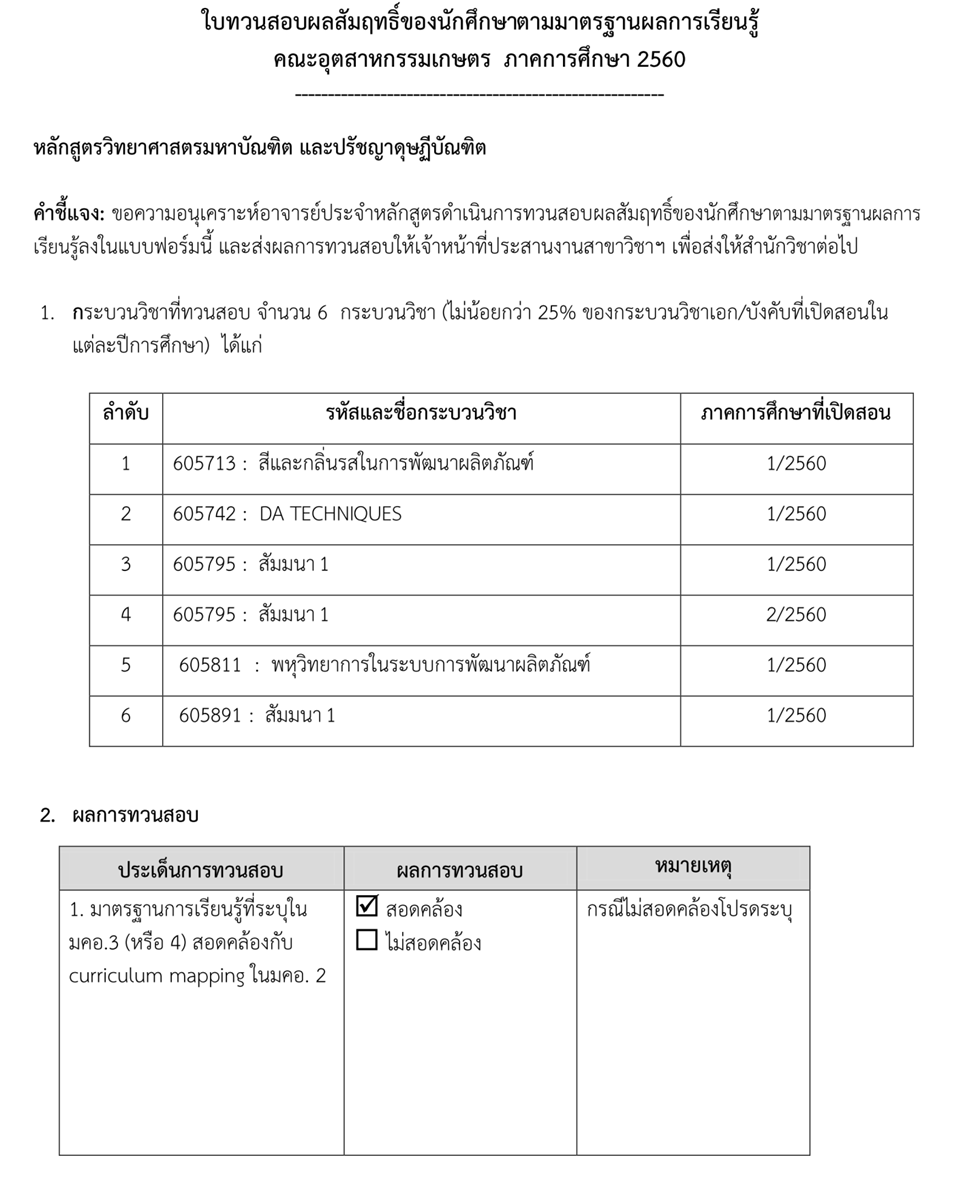 ใบทวนสอบผลสัมฤทธิ์ของนักศึกษาตามมาตรฐานผลการเรียนรู้
คณะอุตสาหกรรมเกษตร ภาคการศึกษา 2560
--------------------------------------------------------
หลักสูตรวิทยาศาสตรมหาบัณฑิต และปรัชญาดุษฎีบัณฑิต
คำชี้แจง: ขอความอนุเคราะห์อาจารย์ประจำหลักสูตรดำเนินการทวนสอบผลสัมฤทธิ์ของนักศึกษาตามมาตรฐานผลการ
เรียนรู้ลงในแบบฟอร์มนี้ และส่งผลการทวนสอบให้เจ้าหน้าที่ประสานงานสาขาวิชาฯ เพื่อส่งให้สำนักวิชาต่อไป
1. กระบวนวิชาที่ทวนสอบ จำนวน 6 กระบวนวิชา (ไม่น้อยกว่า 25% ของกระบวนวิชาเอก/บังคับที่เปิดสอนใน
แต่ละปีการศึกษา) ได้แก่
ลำดับ รหัสและชื่อกระบวนวิชา ภาคการศึกษาที่เปิดสอน
1 605713 : สีและกลิ่นรสในการพัฒนาผลิตภัณฑ์ 1/2560
2 605742 : DA TECHNIQUES 1/2560
3 605795 : สัมมนา 1 1/2560
4 605795 : สัมมนา 1 2/2560
5 605811 : พหุวิทยาการในระบบการพัฒนาผลิตภัณฑ์ 1/2560
6 605891 : สัมมนา 1 1/2560
2. ผลการทวนสอบ
ประเด็นการทวนสอบ ผลการทวนสอบ หมายเหตุ
1. มาตรฐานการเรียนรู้ที่ระบุใน ☑ สอดคล้อง กรณีไม่สอดคล้องโปรดระบุ
มคอ.3 (หรือ 4) สอดคล้องกับ ☐ ไม่สอดคล้อง
curriculum mapping ในมคอ. 2